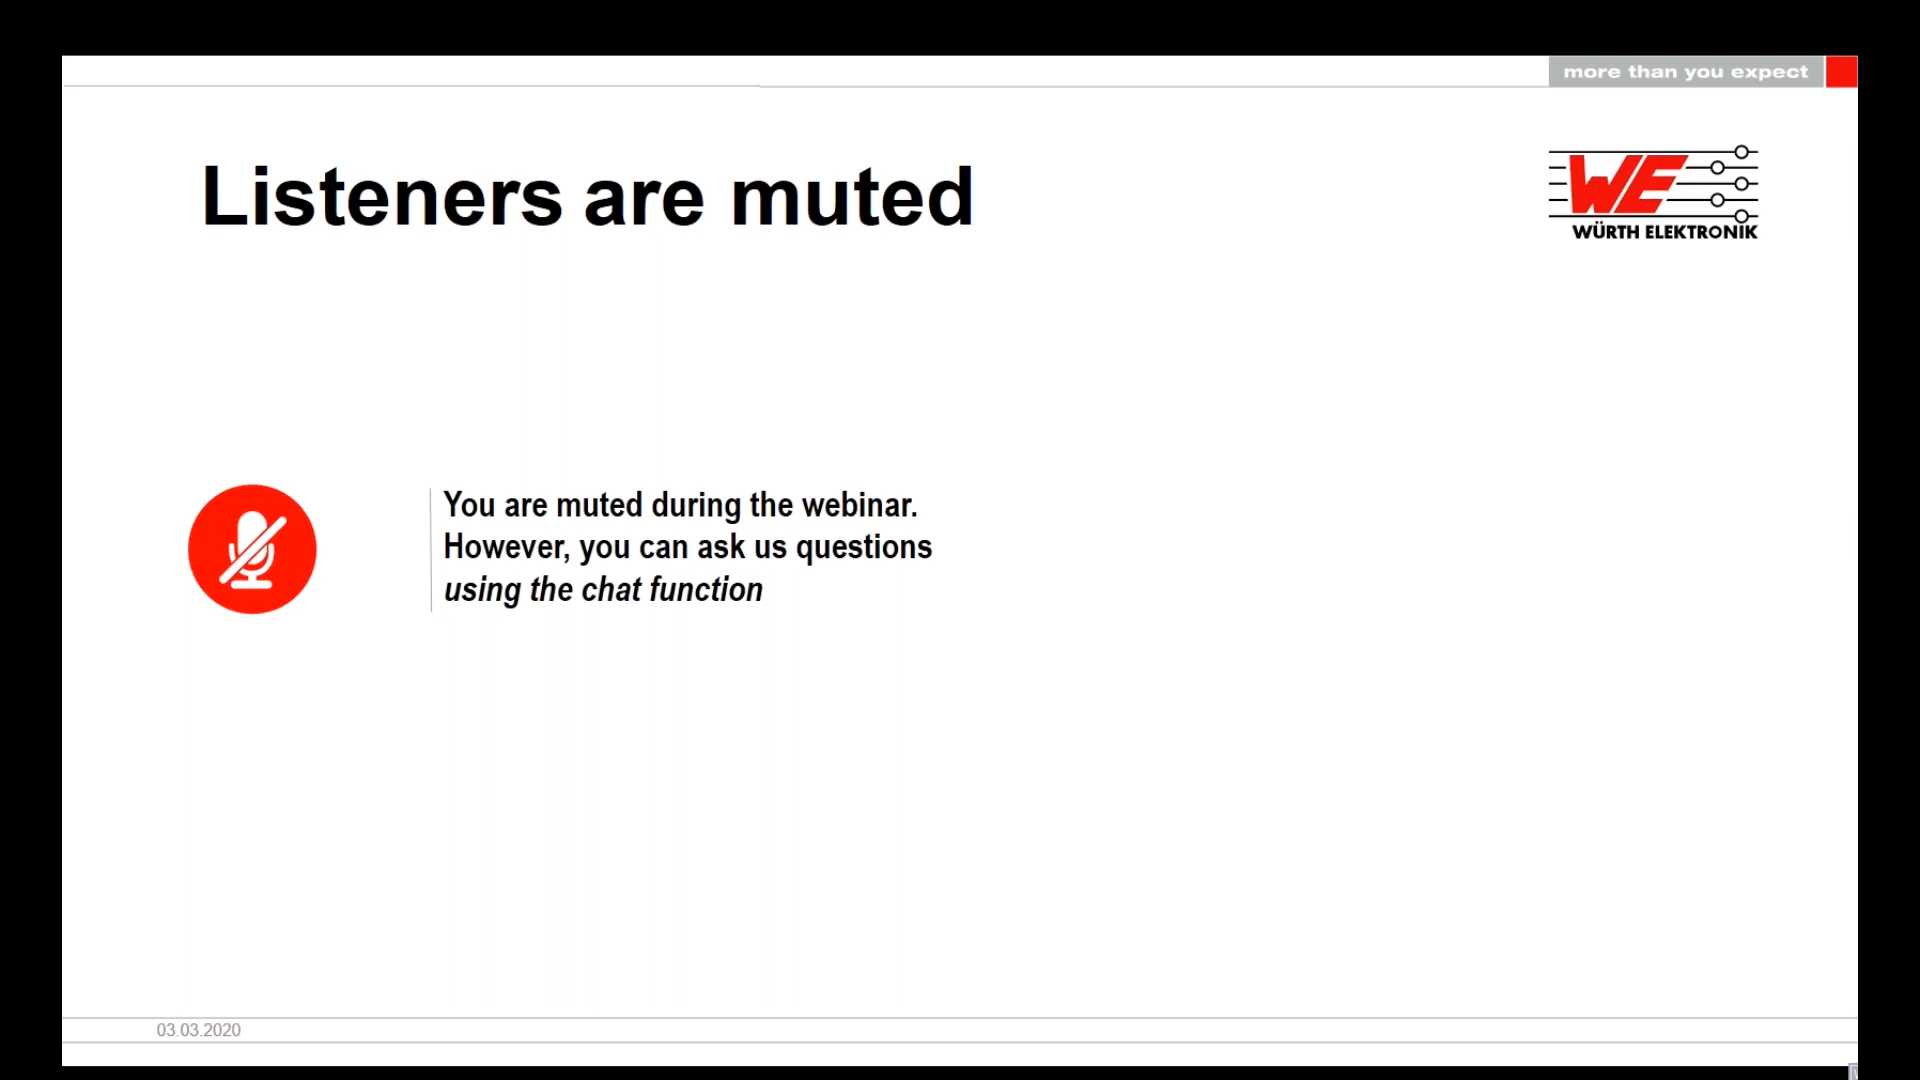 more than you expect
Listeners are muted
WE
WÜRTH ELEKTRONIK
You are muted during the webinar.
However, you can ask us questions
using the chat function
03.03.2020